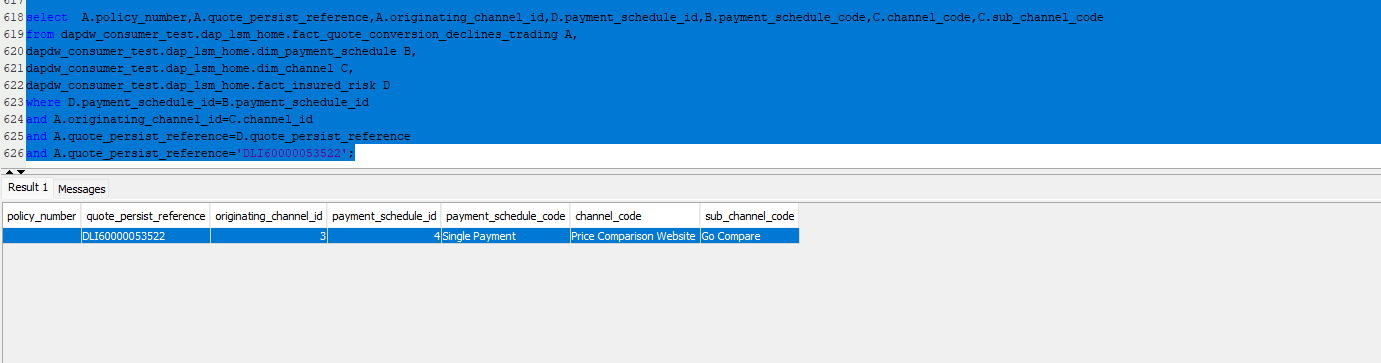 617
618 select A.policy_number,A.quote_persist_reference,A.originating_channel_id,D.payment_schedule_id,B.payment_schedule_code,C.channel_code,C.sub_channel_code
619 from dapdw_consumer_test.dap_lsm_home.fact_quote_conversion_declines_trading A,
620 dapdw_consumer_test.dap_lsm_home.dim_payment_schedule B,
621 dapdw_consumer_test.dap_lsm_home.dim_channel C,
622 dapdw_consumer_test.dap_lsm_home.fact_insured_risk D
623 where D.payment_schedule_id=B.payment_schedule_id
624 and A.originating_channel_id=C.channel_id
625 and A.quote_persist_reference=D.quote_persist_reference
626 and A.quote_persist_reference='DLI60000053522';
Result 1 Messages
policy_number quote_persist_reference originating_channel_id payment_schedule_id payment_schedule_code channel_code sub_channel_code
DLI60000053522 3 4 Single Payment Price Comparison Website Go Compare